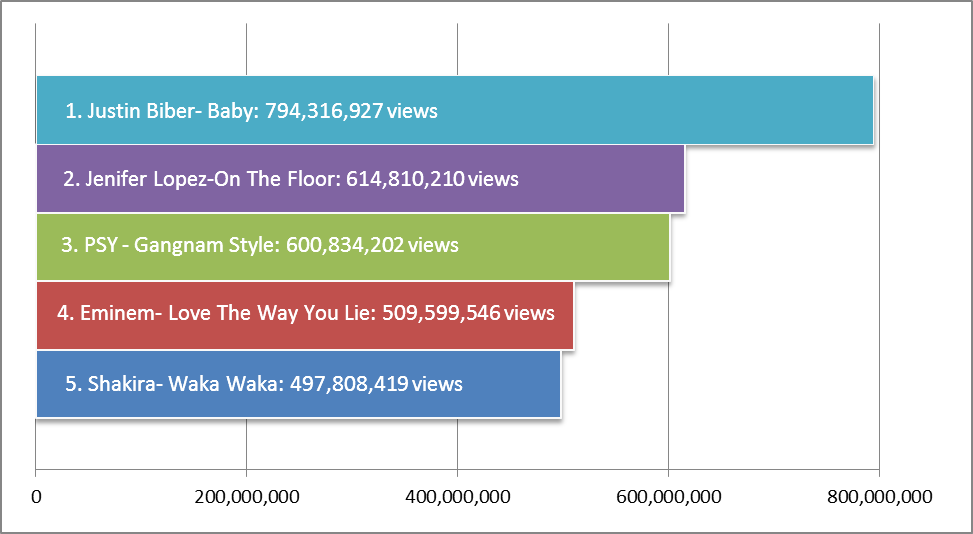 1. Justin Biber- Baby: 794,316,927 views
2. Jenifer Lopez-On The Floor: 614,810,210 views
3. PSY - Gangnam Style: 600,834,202 views
4. Eminem- Love The Way You Lie: 509,599,546 views
5. Shakira- Waka Waka: 497,808,419 views
0 200,000,000 400,000,000 600,000,000 800,000,000